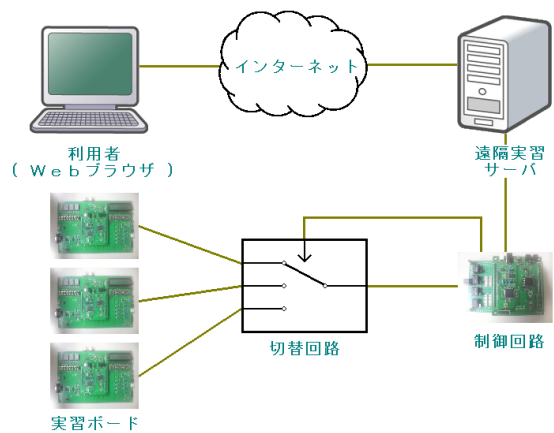 インターネット
利用者
( Ｗｅｂブラウザ )
遠隔実習
サーバ
切替回路
制御回路
実習ボード